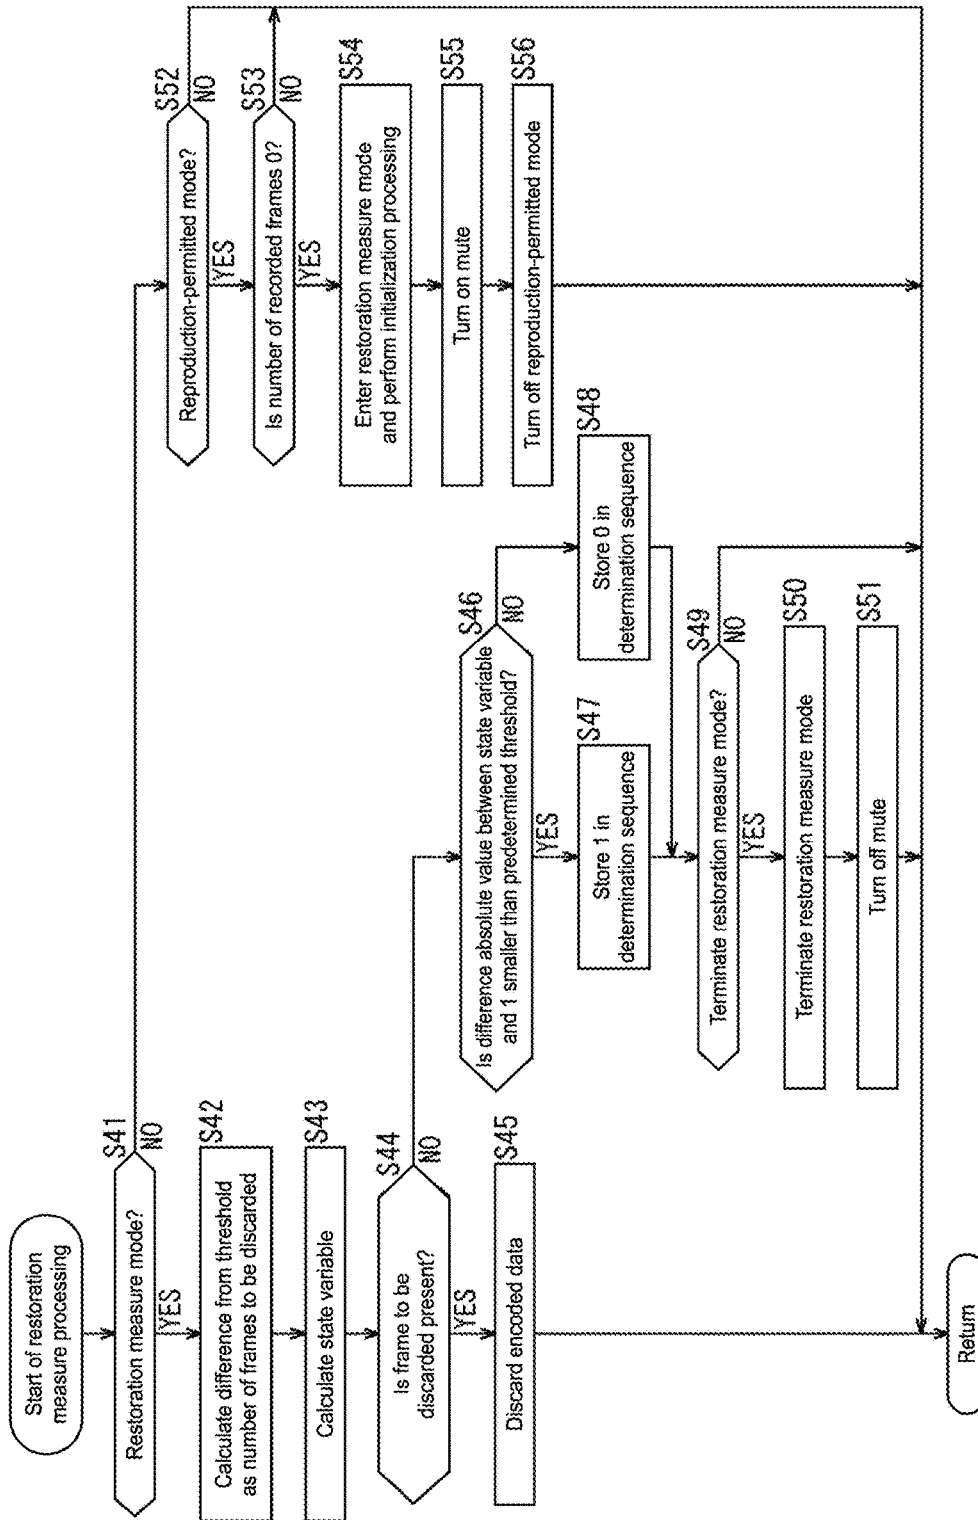 Start of restoration
measure processing
S41
Restoration measure mode?
NO
YES
S42
Calculate difference from threshold
as number of frames to be discarded
S43
Calculate state variable
S44
Is frame to be
discarded present?
NO
YES
S45
Discard encoded data
S46
Is difference absolute value between state variable
and 1 smaller than predetermined threshold?
NO
YES
S47
Store 1 in
determination sequence
S48
Store 0 in
determination sequence
S49
Terminate restoration measure mode?
NO
YES
S50
Terminate restoration measure mode
S51
Turn off mute
S52
Reproduction-permitted mode?
NO
YES
S53
Is number of recorded frames 0?
NO
YES
S54
Enter restoration measure mode
and perform initialization processing
S55
Turn on mute
S56
Turn off reproduction-permitted mode
Return